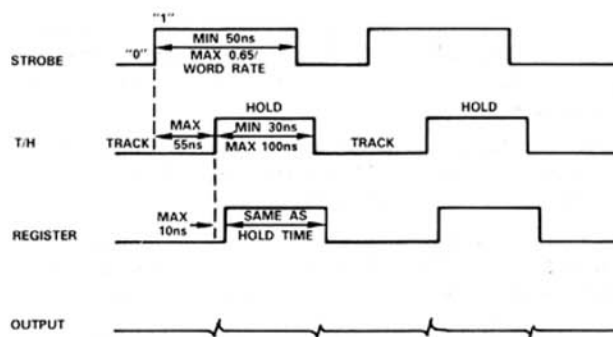 "1"
"0"
MIN 50ns
STROBE
MAX 0.65/
WORD RATE
HOLD
HOLD
MAX
MIN 30ns
T/H
TRACK
55ns
MAX 100ns
TRACK
MAX
SAME AS
REGISTER
10ns
HOLD TIME
OUTPUT